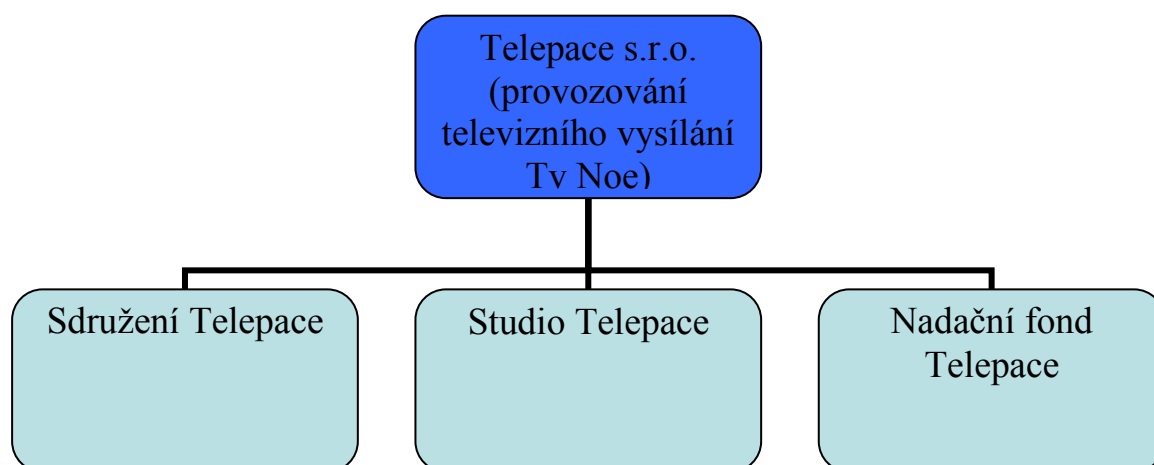 Telepace s.r.o.
(provozování
televizního vysílání
Tv Noe)
Sdružení Telepace
Studio Telepace
Nadační fond
Telepace